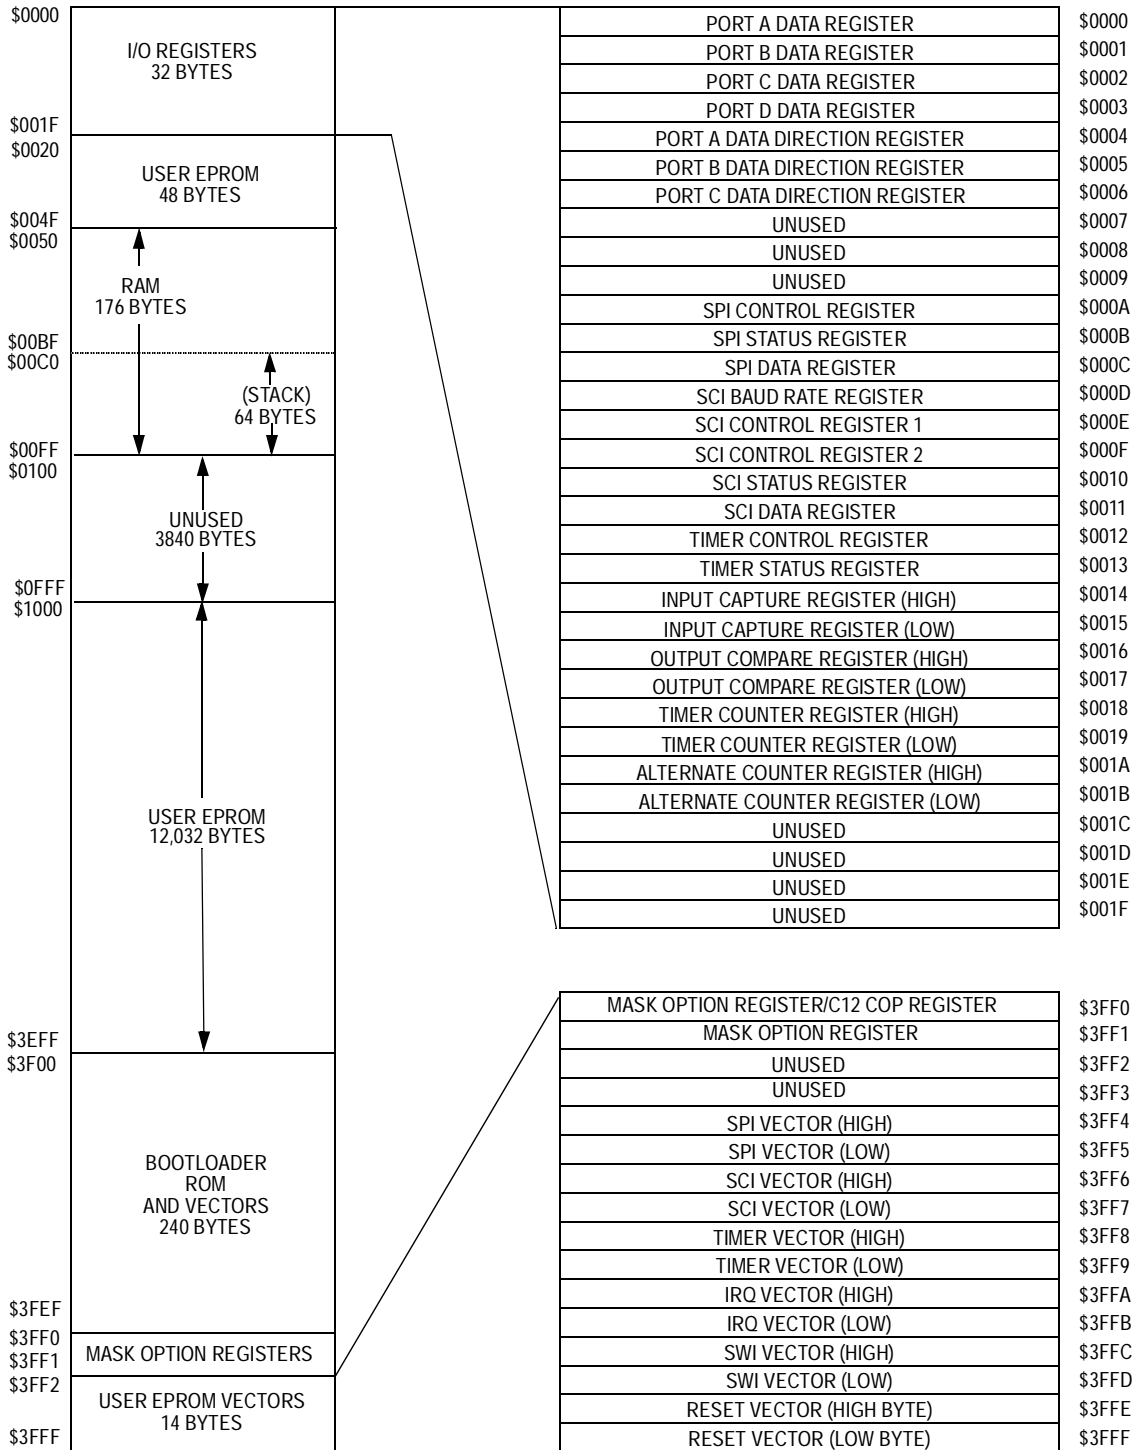 $0000
I/O REGISTERS
32 BYTES
$001F
$0020
USER EPROM
48 BYTES
$004F
$0050
RAM
176 BYTES
$00BF
$00C0
(STACK)
64 BYTES
$00FF
$0100
UNUSED
3840 BYTES
$0FFF
$1000
USER EPROM
12,032 BYTES
$3EFF
$3F00
BOOTLOADER
ROM
AND VECTORS
240 BYTES
$3FEF
$3FF0
$3FF1
MASK OPTION REGISTERS
$3FF2
USER EPROM VECTORS
14 BYTES
$3FFF
PORT A DATA REGISTER $0000
PORT B DATA REGISTER $0001
PORT C DATA REGISTER $0002
PORT D DATA REGISTER $0003
PORT A DATA DIRECTION REGISTER $0004
PORT B DATA DIRECTION REGISTER $0005
PORT C DATA DIRECTION REGISTER $0006
UNUSED $0007
UNUSED $0008
UNUSED $0009
SPI CONTROL REGISTER $000A
SPI STATUS REGISTER $000B
SPI DATA REGISTER $000C
SCI BAUD RATE REGISTER $000D
SCI CONTROL REGISTER 1 $000E
SCI CONTROL REGISTER 2 $000F
SCI STATUS REGISTER $0010
SCI DATA REGISTER $0011
TIMER CONTROL REGISTER $0012
TIMER STATUS REGISTER $0013
INPUT CAPTURE REGISTER (HIGH) $0014
INPUT CAPTURE REGISTER (LOW) $0015
OUTPUT COMPARE REGISTER (HIGH) $0016
OUTPUT COMPARE REGISTER (LOW) $0017
TIMER COUNTER REGISTER (HIGH) $0018
TIMER COUNTER REGISTER (LOW) $0019
ALTERNATE COUNTER REGISTER (HIGH) $001A
ALTERNATE COUNTER REGISTER (LOW) $001B
UNUSED $001C
UNUSED $001D
UNUSED $001E
UNUSED $001F
MASK OPTION REGISTER/C12 COP REGISTER $3FF0
MASK OPTION REGISTER $3FF1
UNUSED $3FF2
UNUSED $3FF3
SPI VECTOR (HIGH) $3FF4
SPI VECTOR (LOW) $3FF5
SCI VECTOR (HIGH) $3FF6
SCI VECTOR (LOW) $3FF7
TIMER VECTOR (HIGH) $3FF8
TIMER VECTOR (LOW) $3FF9
IRQ VECTOR (HIGH) $3FFA
IRQ VECTOR (LOW) $3FFB
SWI VECTOR (HIGH) $3FFC
SWI VECTOR (LOW) $3FFD
RESET VECTOR (HIGH BYTE) $3FFE
RESET VECTOR (LOW BYTE) $3FFF